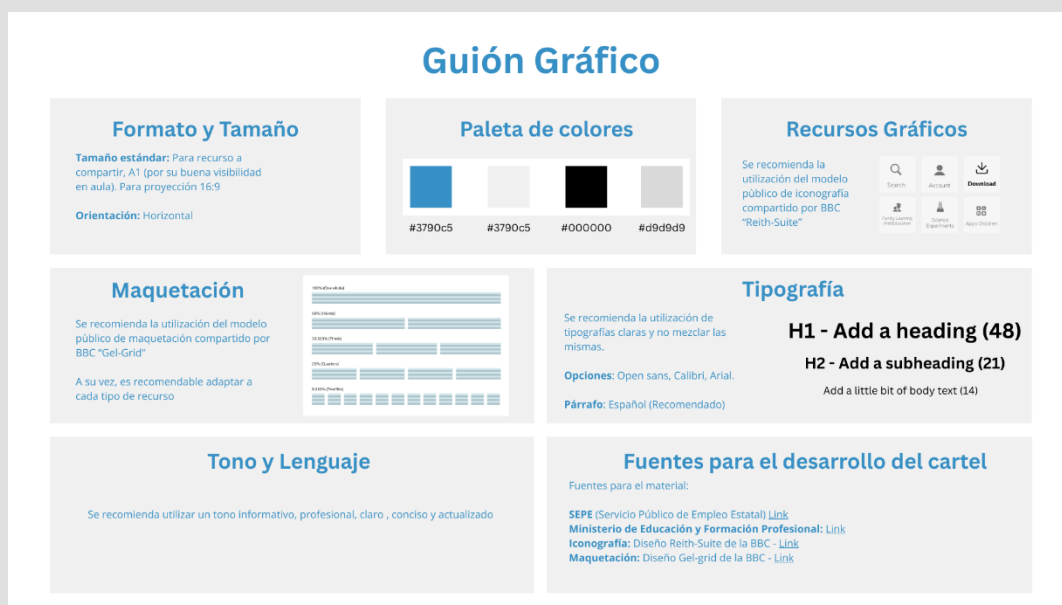 Guión Gráfico
Formato y Tamaño
Tamaño estándar: Para recurso a
compartir, A1 (por su buena visibilidad
en aula). Para proyección 16:9
Orientación: Horizontal
Paleta de colores
#3790c5 #3790c5 #000000 #d9d9d9
Recursos Gráficos
Se recomienda la
utilización del modelo
público de iconografía
compartido por BBC
“Reith-Suite”
Search Account Download
Family Learning
Science
Experiments
Apps Children
Maquetación
Se recomienda la utilización del modelo
público de maquetación compartido por
BBC “Gel-Grid”
A su vez, es recomendable adaptar a
cada tipo de recurso
Tipografía
Se recomienda la utilización de
tipografías claras y no mezclar las
mismas.
Opciones: Open sans, Calibri, Arial.
Párrafo: Español (Recomendado)
H1 - Add a heading (48)
H2 - Add a subheading (21)
Add a little bit of body text (14)
Tono y Lenguaje
Se recomienda utilizar un tono informativo, profesional, claro , conciso y actualizado
Fuentes para el desarrollo del cartel
Fuentes para el material:
SEPE (Servicio Público de Empleo Estatal) Link
Ministerio de Educación y Formación Profesional: Link
Iconografía: Diseño Reith-Suite de la BBC - Link
Maquetación: Diseño Gel-grid de la BBC - Link